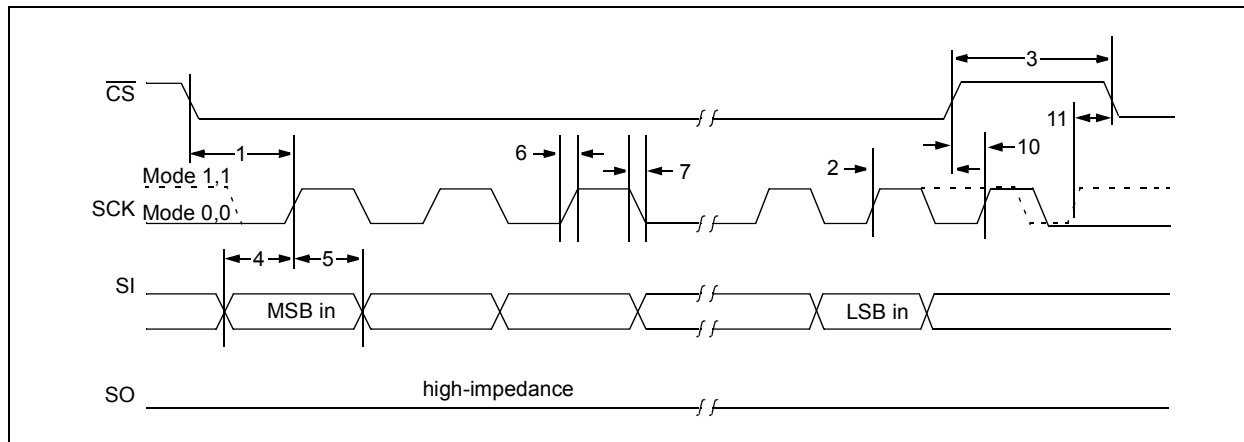 3
CS
11
1
6
7
2
10
Mode 1,1
SCK
Mode 0,0
4
5
SI
MSB in
LSB in
SO
high-impedance